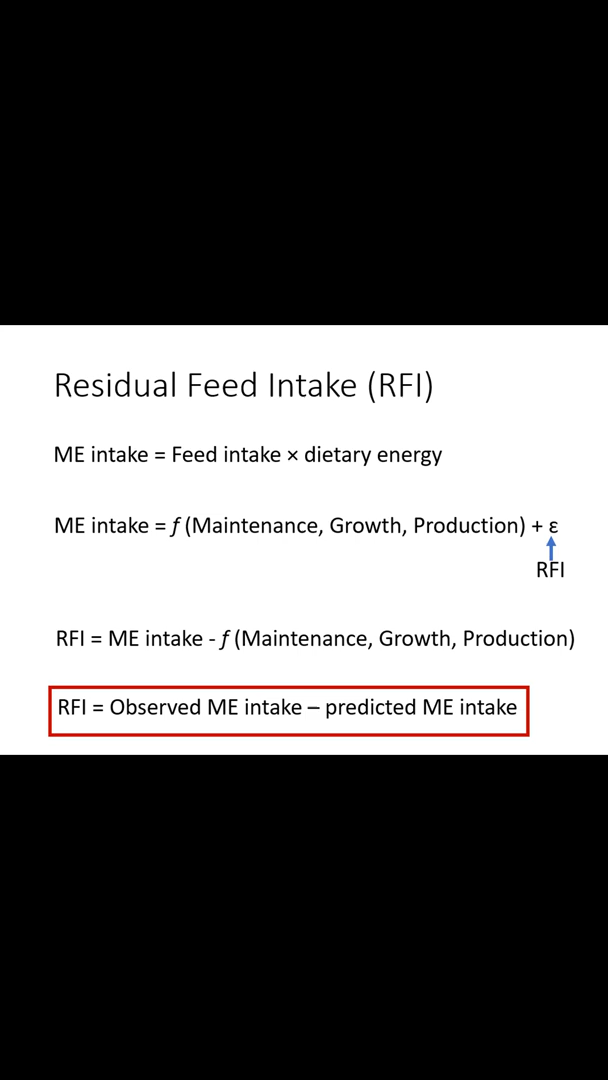 Residual Feed Intake (RFI)
ME intake = Feed intake × dietary energy
ME intake = f (Maintenance, Growth, Production) + ε
RFI
RFI = ME intake - f (Maintenance, Growth, Production)
RFI = Observed ME intake – predicted ME intake